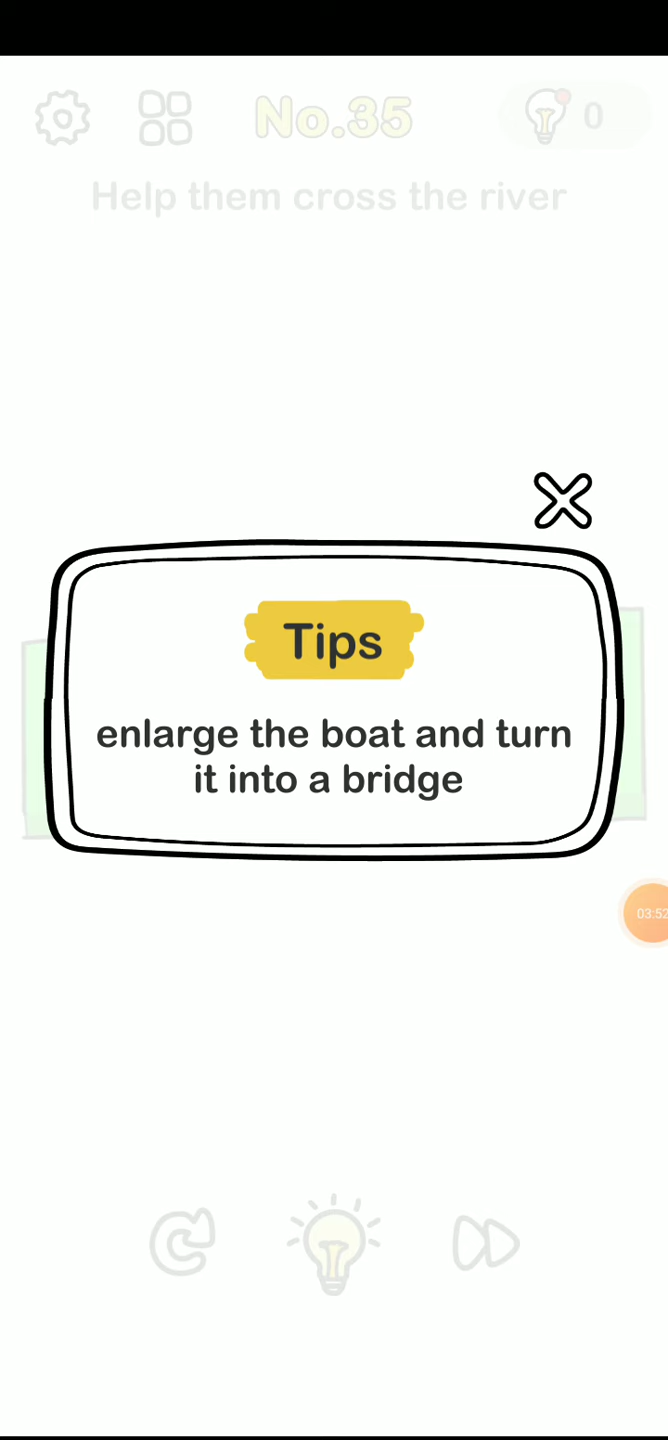 No.35
0
Help them cross the river
Tips
enlarge the boat and turn
it into a bridge
03:52